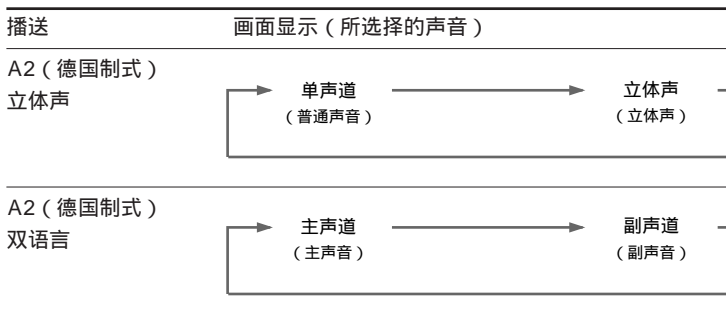 播送 画面显示（所选择的声音）
A2（德国制式）
立体声
单声道 立体声
（普通声音） （立体声）
A2（德国制式）
双语言
主声道 副声道
（主声音） （副声音）